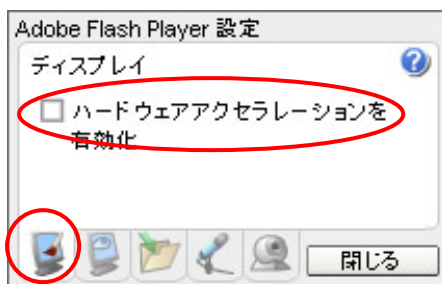 Adobe Flash Player 設定
ディスプレイ
?
ハードウェアアクセラレーションを
有効化
閉じる